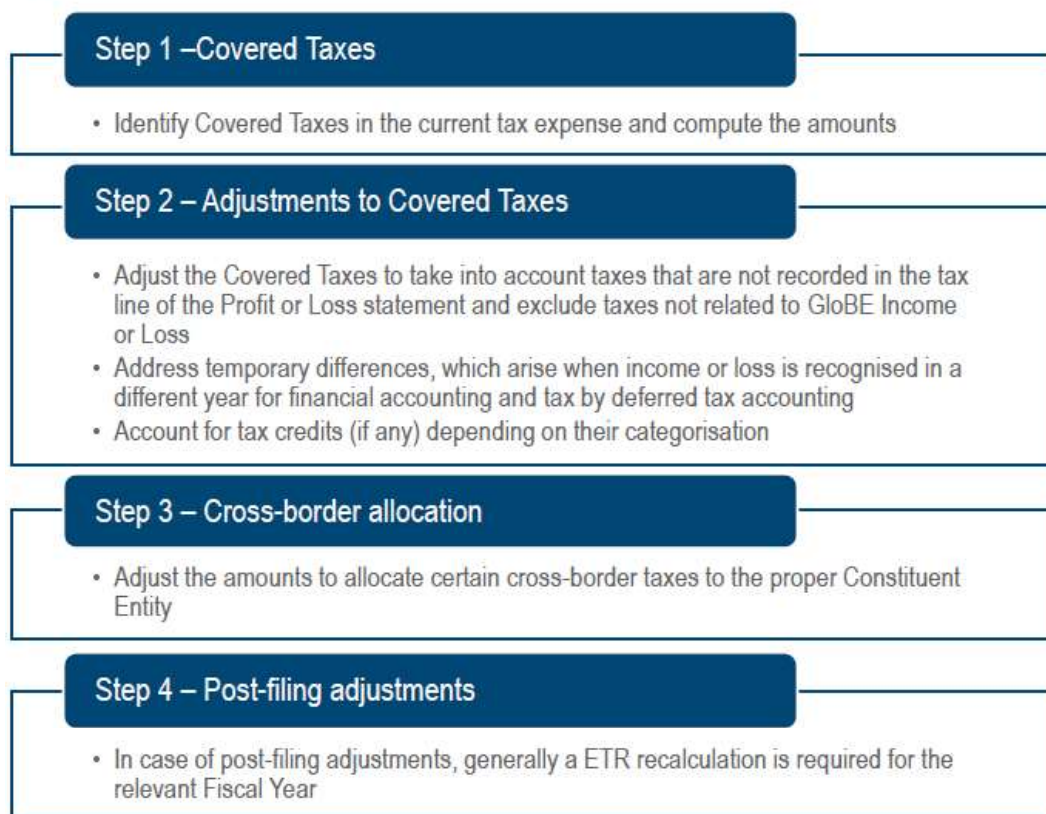 Step 1 –Covered Taxes
• Identify Covered Taxes in the current tax expense and compute the amounts
Step 2 – Adjustments to Covered Taxes
• Adjust the Covered Taxes to take into account taxes that are not recorded in the tax
line of the Profit or Loss statement and exclude taxes not related to GloBE Income
or Loss
• Address temporary differences, which arise when income or loss is recognised in a
different year for financial accounting and tax by deferred tax accounting
• Account for tax credits (if any) depending on their categorisation
Step 3 – Cross-border allocation
• Adjust the amounts to allocate certain cross-border taxes to the proper Constituent
Entity
Step 4 – Post-filing adjustments
• In case of post-filing adjustments, generally a ETR recalculation is required for the
relevant Fiscal Year